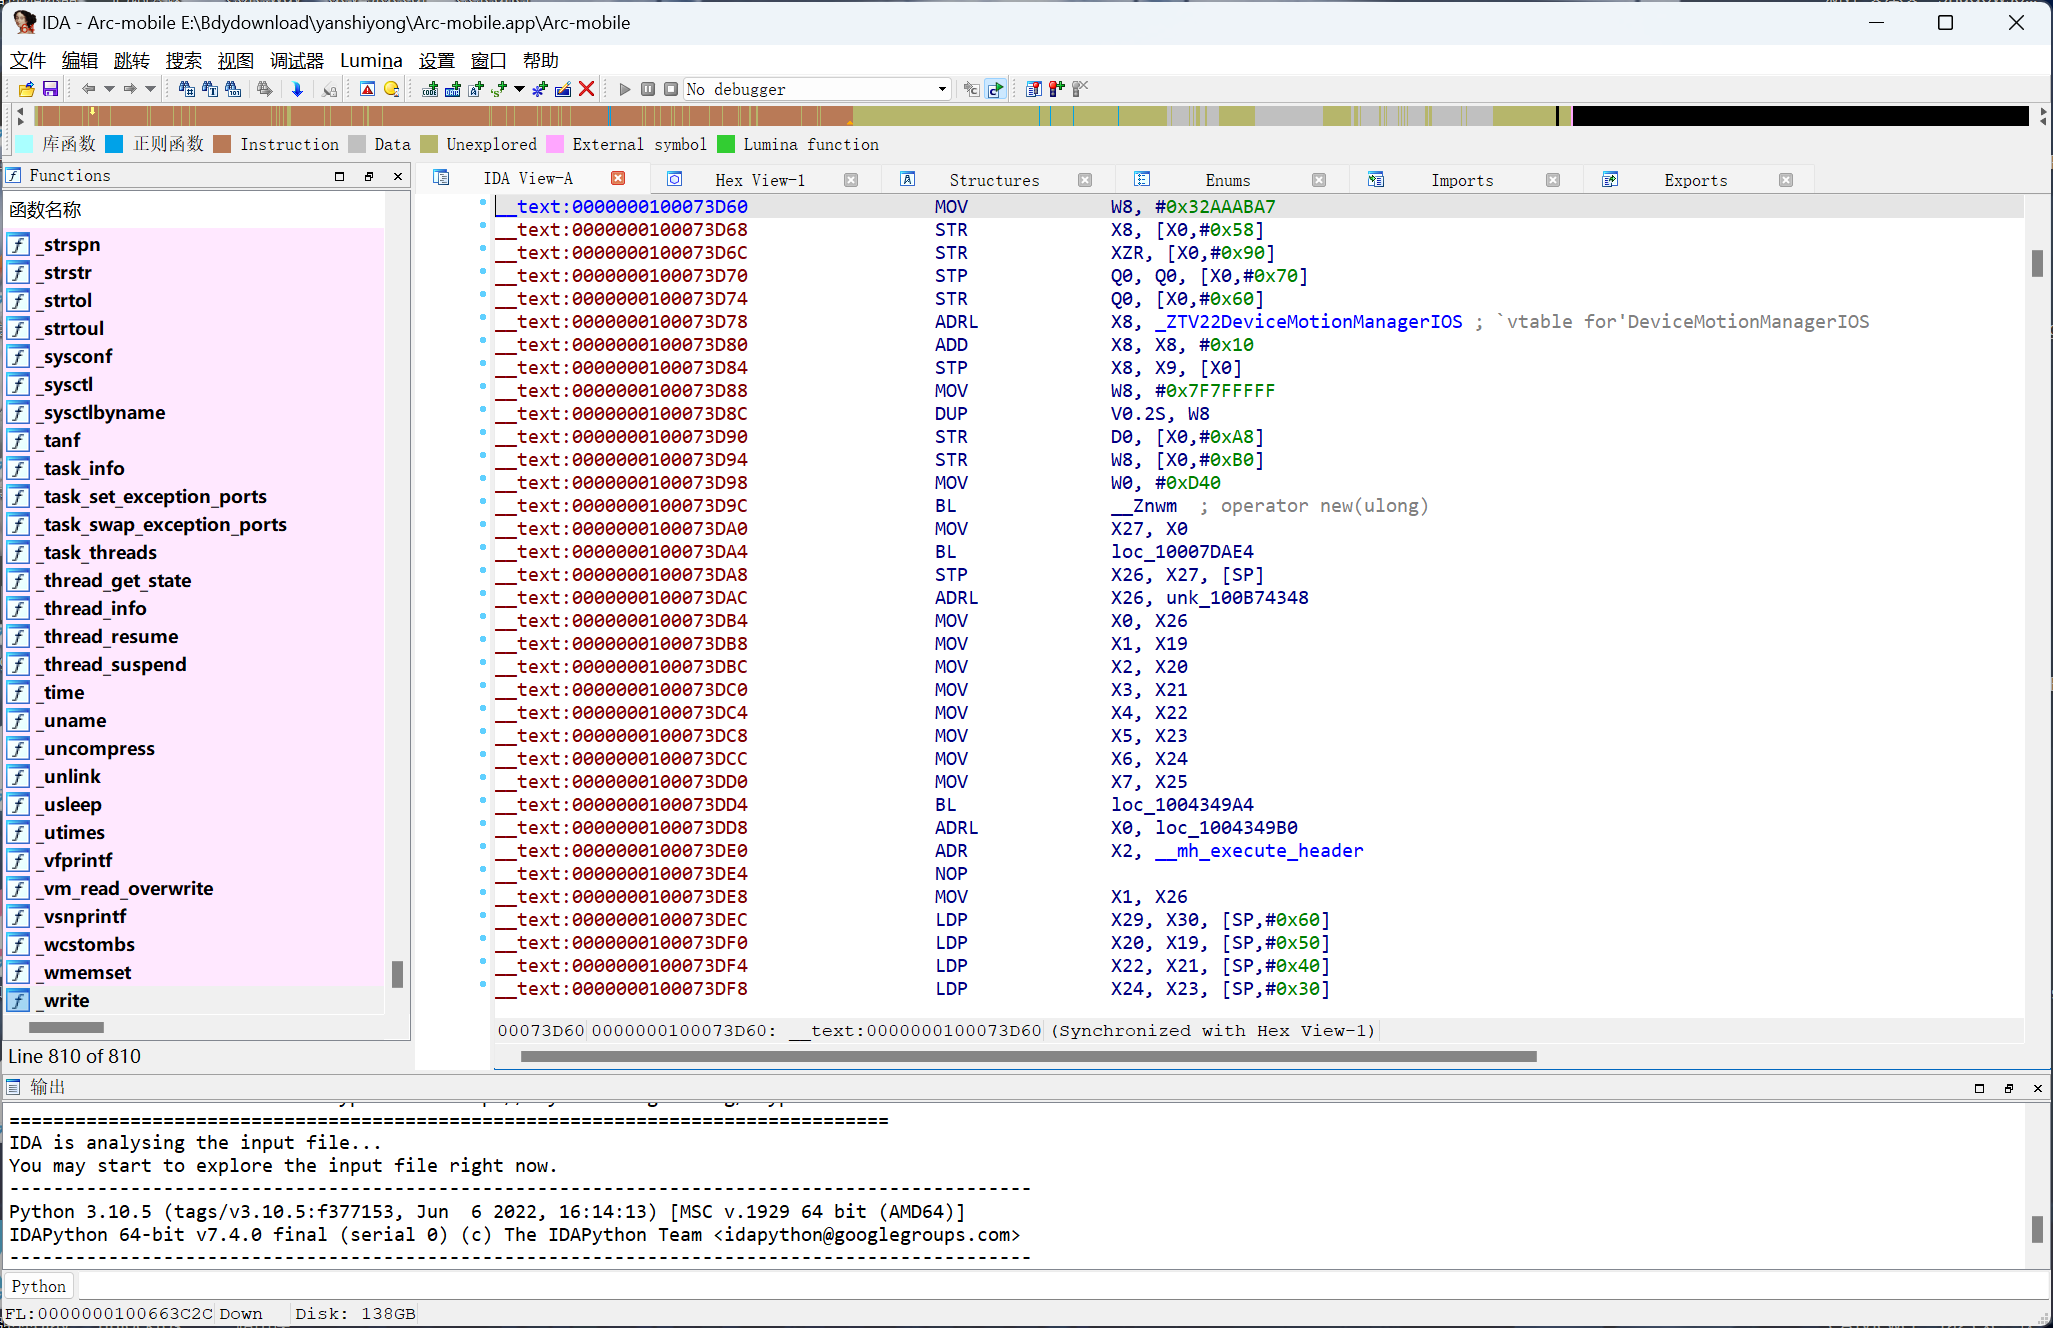 IDA - Arc-mobile E:\Bdydownload\yanshiyong\Arc-mobile.app\Arc-mobile
文件 编辑 跳转 搜索 视图 调试器 Lumina 设置 窗口 帮助
No debugger
库函数 正则函数 Instruction Data Unexplored External symbol Lumina function
Functions
函数名称
_strspn
_strstr
_strtol
_strtoul
_sysconf
_sysctl
_sysctlbyname
_tanf
_task_info
_task_set_exception_ports
_task_swap_exception_ports
_task_threads
_thread_get_state
_thread_info
_thread_resume
_thread_suspend
_time
_uname
_uncompress
_unlink
_usleep
_utimes
_vfprintf
_vm_read_overwrite
_vsnprintf
_wcstombs
_wmemset
_write
Line 810 of 810
IDA View-A Hex View-1 Structures Enums Imports Exports
__text:0000000100073D60 MOV W8, #0x32AAABA7
__text:0000000100073D68 STR X8, [X0,#0x58]
__text:0000000100073D6C STR XZR, [X0,#0x90]
__text:0000000100073D70 STP Q0, Q0, [X0,#0x70]
__text:0000000100073D74 STR Q0, [X0,#0x60]
__text:0000000100073D78 ADRL X8, _ZTV22DeviceMotionManagerIOS ; `vtable for'DeviceMotionManagerIOS
__text:0000000100073D80 ADD X8, X8, #0x10
__text:0000000100073D84 STP X8, X9, [X0]
__text:0000000100073D88 MOV W8, #0x7F7FFFFF
__text:0000000100073D8C DUP V0.2S, W8
__text:0000000100073D90 STR D0, [X0,#0xA8]
__text:0000000100073D94 STR W8, [X0,#0xB0]
__text:0000000100073D98 MOV W0, #0xD40
__text:0000000100073D9C BL __Znwm ; operator new(ulong)
__text:0000000100073DA0 MOV X27, X0
__text:0000000100073DA4 BL loc_10007DAE4
__text:0000000100073DA8 STP X26, X27, [SP]
__text:0000000100073DAC ADRL X26, unk_100B74348
__text:0000000100073DB4 MOV X0, X26
__text:0000000100073DB8 MOV X1, X19
__text:0000000100073DBC MOV X2, X20
__text:0000000100073DC0 MOV X3, X21
__text:0000000100073DC4 MOV X4, X22
__text:0000000100073DC8 MOV X5, X23
__text:0000000100073DCC MOV X6, X24
__text:0000000100073DD0 MOV X7, X25
__text:0000000100073DD4 BL loc_1004349A4
__text:0000000100073DD8 ADRL X0, loc_1004349B0
__text:0000000100073DE0 ADR X2, __mh_execute_header
__text:0000000100073DE4 NOP
__text:0000000100073DE8 MOV X1, X26
__text:0000000100073DEC LDP X29, X30, [SP,#0x60]
__text:0000000100073DF0 LDP X20, X19, [SP,#0x50]
__text:0000000100073DF4 LDP X22, X21, [SP,#0x40]
__text:0000000100073DF8 LDP X24, X23, [SP,#0x30]
00073D60 0000000100073D60: __text:0000000100073D60 (Synchronized with Hex View-1)
输出
================================================================================
IDA is analysing the input file...
You may start to explore the input file right now.
---------------------------------------------------------------------------------------------
Python 3.10.5 (tags/v3.10.5:f377153, Jun  6 2022, 16:14:13) [MSC v.1929 64 bit (AMD64)]
IDAPython 64-bit v7.4.0 final (serial 0) (c) The IDAPython Team <idapython@googlegroups.com>
---------------------------------------------------------------------------------------------
Python
FL:0000000100663C2C Down Disk: 138GB